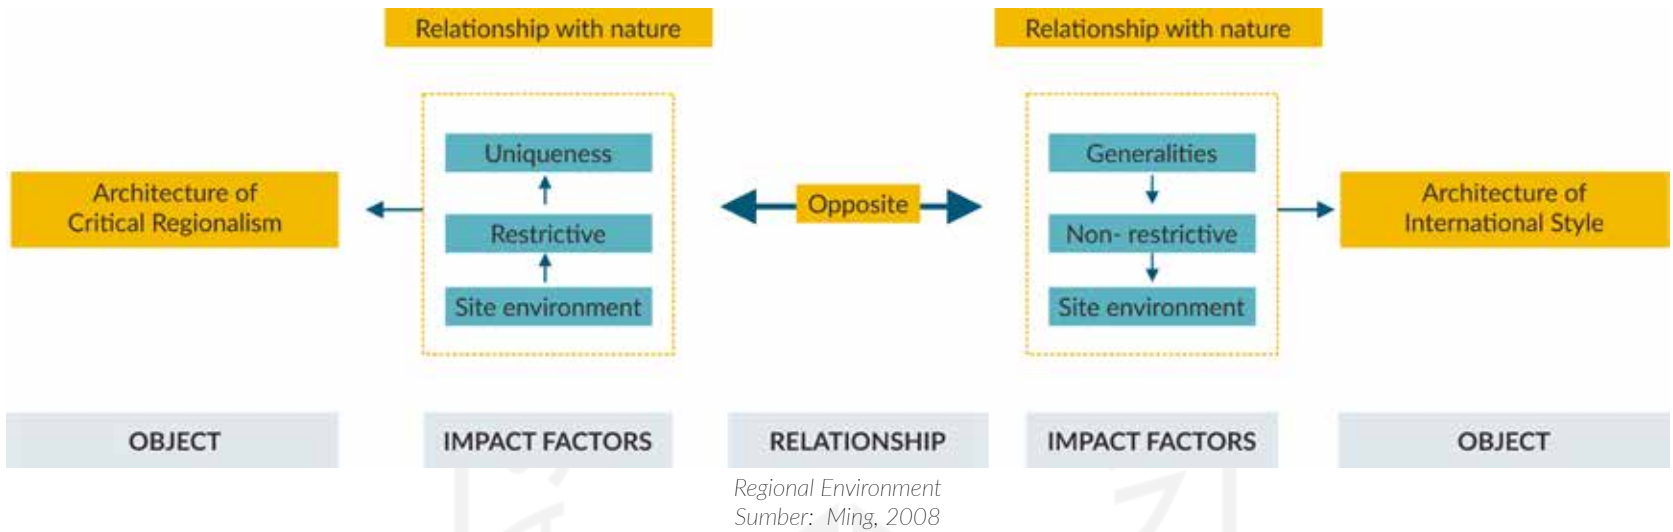 Relationship with nature
Relationship with nature
Uniqueness
Generalities
Architecture of
Critical Regionalism
Opposite
Architecture of
International Style
Restrictive
Non- restrictive
Site environment
Site environment
OBJECT
IMPACT FACTORS
RELATIONSHIP
IMPACT FACTORS
OBJECT
Regional Environment
Sumber: Ming, 2008